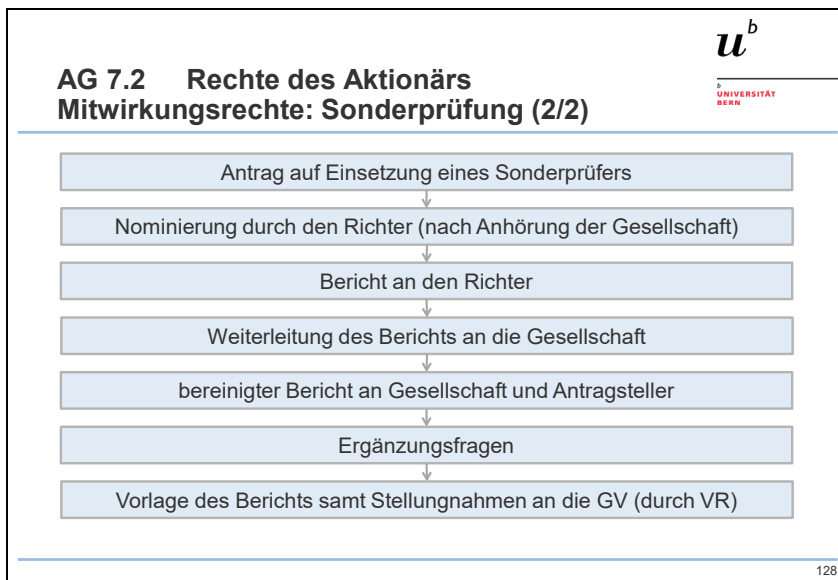 u^b
AG 7.2 Rechte des Aktionärs
Mitwirkungsrechte: Sonderprüfung (2/2)
b
UNIVERSITÄT
BERN
Antrag auf Einsetzung eines Sonderprüfers
Nominierung durch den Richter (nach Anhörung der Gesellschaft)
Bericht an den Richter
Weiterleitung des Berichts an die Gesellschaft
bereinigter Bericht an Gesellschaft und Antragsteller
Ergänzungsfragen
Vorlage des Berichts samt Stellungnahmen an die GV (durch VR)
128